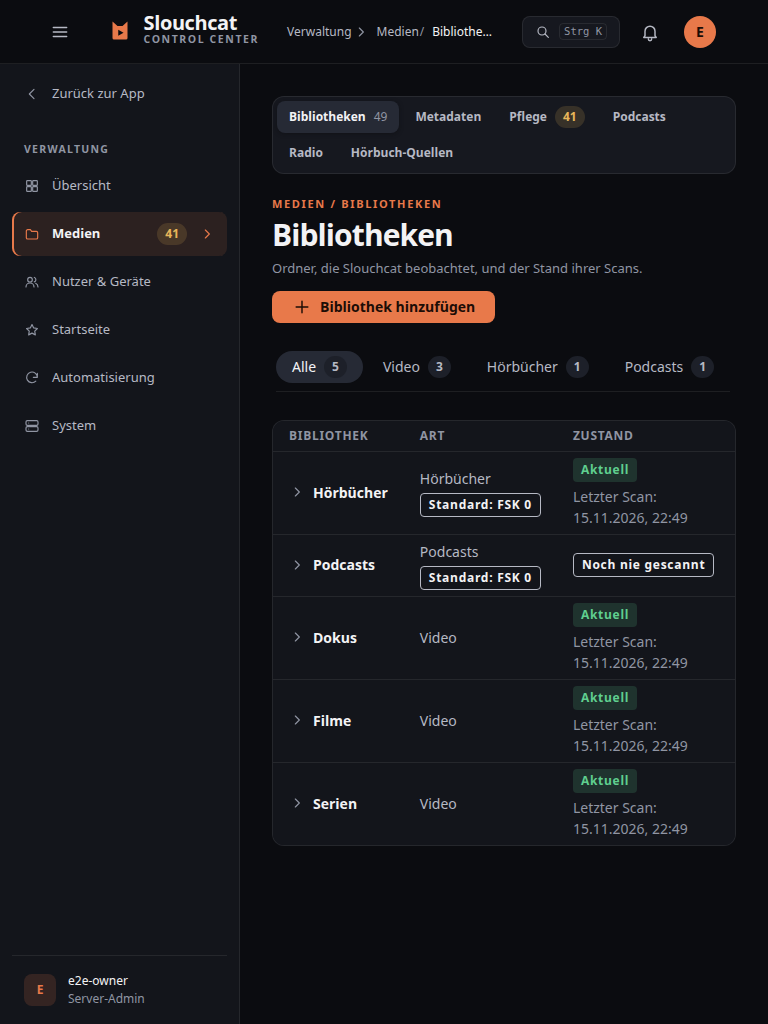 Slouchcat
CONTROL CENTER
Verwaltung
Medien/
Bibliothe...
Strg K
E
Zurück zur App
VERWALTUNG
Übersicht
Medien 41
Nutzer & Geräte
Startseite
Automatisierung
System
e2e-owner
E
Server-Admin
Bibliotheken 49 Metadaten Pflege 41 Podcasts
Radio Hörbuch-Quellen
MEDIEN / BIBLIOTHEKEN
Bibliotheken
Ordner, die Slouchcat beobachtet, und der Stand ihrer Scans.
Bibliothek hinzufügen
Alle 5 Video 3 Hörbücher 1 Podcasts 1
BIBLIOTHEK ART ZUSTAND
Hörbücher
Hörbücher
Standard: FSK 0
Aktuell
Letzter Scan:
15.11.2026, 22:49
Podcasts
Podcasts
Standard: FSK 0
Noch nie gescannt
Dokus
Video
Aktuell
Letzter Scan:
15.11.2026, 22:49
Filme
Video
Aktuell
Letzter Scan:
15.11.2026, 22:49
Serien
Video
Aktuell
Letzter Scan:
15.11.2026, 22:49